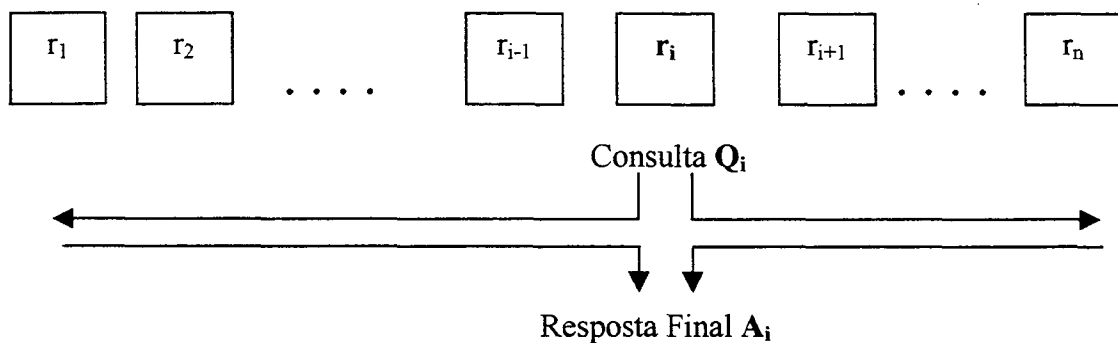 r1 r2 .... ri-1 ri ri+1 .... rn
Consulta Qi
Resposta Final Ai